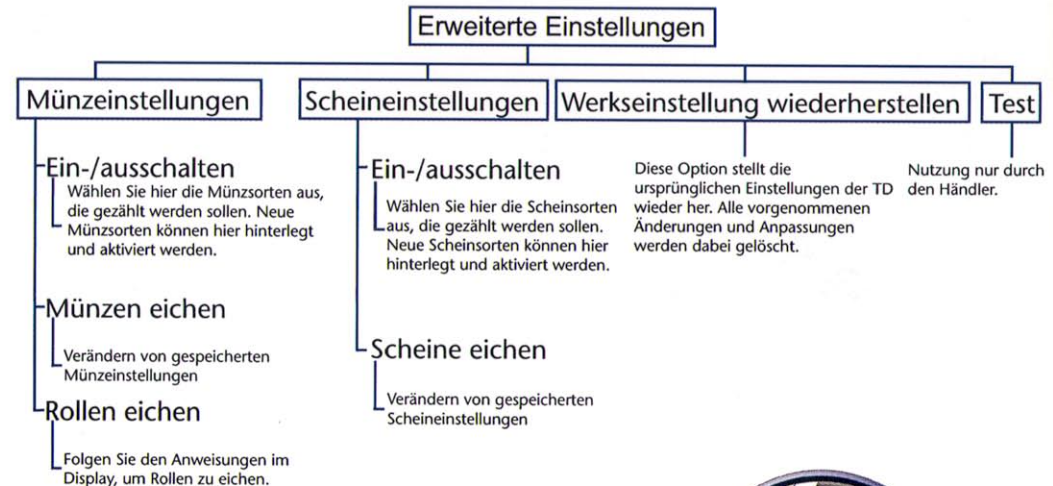 Erweiterte Einstellungen
Münzeinstellungen
Scheineinstellungen
Werkseinstellung wiederherstellen
Test
Ein-/ausschalten
Wählen Sie hier die Münzsorten aus,
die gezählt werden sollen. Neue
Münzsorten können hier hinterlegt
und aktiviert werden.
Münzen eichen
Verändern von gespeicherten
Münzeinstellungen
Rollen eichen
Folgen Sie den Anweisungen im
Display, um Rollen zu eichen.
Ein-/ausschalten
Wählen Sie hier die Scheinsorten
aus, die gezählt werden sollen.
Neue Scheinsorten können hier
hinterlegt und aktiviert werden.
Scheine eichen
Verändern von gespeicherten
Scheineinstellungen
Diese Option stellt die
ursprünglichen Einstellungen der TD
wieder her. Alle vorgenommenen
Änderungen und Anpassungen
werden dabei gelöscht.
Nutzung nur durch
den Händler.